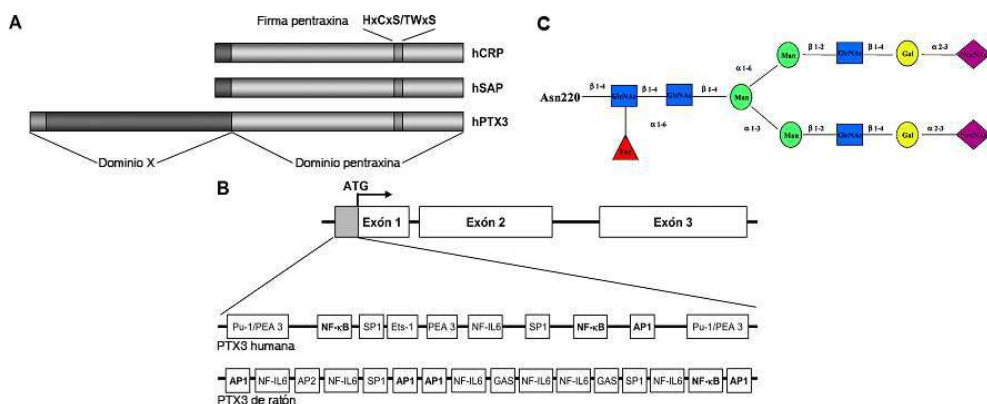 A
Firma pentraxina HxCxS/TWxS
hCRP
hSAP
hPTX3
Dominio X Dominio pentraxina
C
Man β 1-2 GlcNAc β 1-4 Gal α 2-3
α 1-6
Asn220 β 1-4 GlcNAc β 1-4 GlcNAc β 1-4 Man
α 1-6 α 1-3
Man β 1-2 GlcNAc β 1-4 Gal α 2-3
B
ATG
Exón 1 Exón 2 Exón 3
Pu-1/PEA 3 NF-κB SP1 Ets-1 PEA 3 NF-IL6 SP1 NF-κB AP1 Pu-1/PEA 3
PTX3 humana
AP1 NF-IL6 AP2 NF-IL6 SP1 AP1 AP1 NF-IL6 GAS NF-IL6 NF-IL6 GAS SP1 NF-IL6 NF-κB AP1
PTX3 de ratón